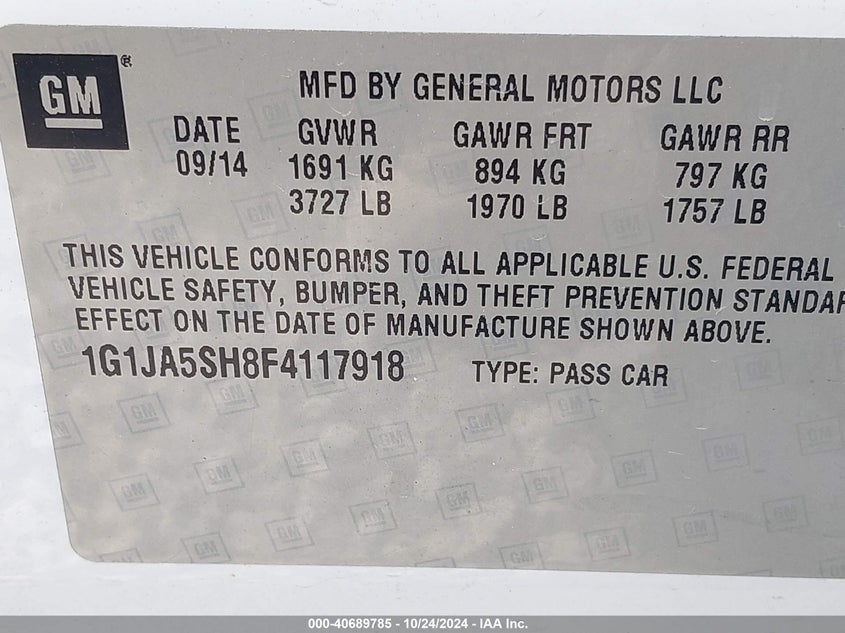 GM ®
MFD BY GENERAL MOTORS LLC
DATE GVWR GAWR FRT GAWR RR
09/14 1691 KG 894 KG 797 KG
3727 LB 1970 LB 1757 LB
THIS VEHICLE CONFORMS TO ALL APPLICABLE U.S. FEDERAL
VEHICLE SAFETY, BUMPER, AND THEFT PREVENTION STANDAR
EFFECT ON THE DATE OF MANUFACTURE SHOWN ABOVE.
1G1JA5SH8F4117918 TYPE: PASS CAR
000-40689785 - 10/24/2024 - IAA Inc.